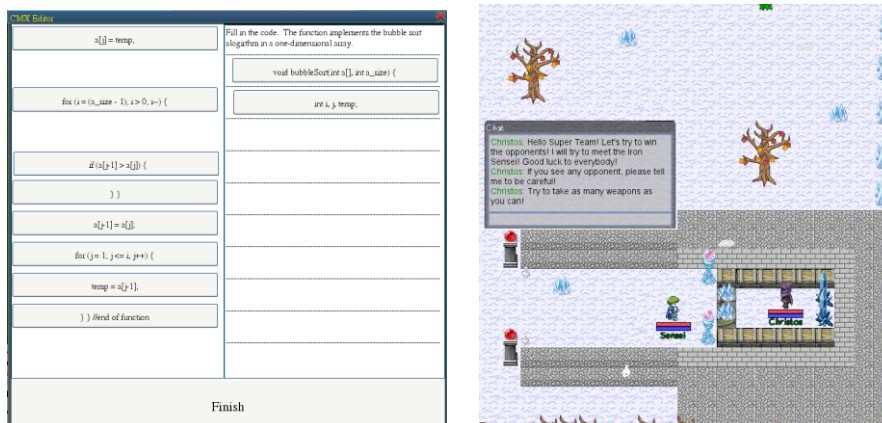 CMX Editor
a[j] = temp;
for (i = (a_size - 1); i > 0; i--) {
if (a[j-1] > a[j]) {
} }
a[j-1] = a[j];
for (j = 1; j <= i; j++) {
temp = a[j-1];
} } //end of function
Fill in the code. The function implements the bubble sort
alogathm in a one-dimensional array.
void bubbleSort(int a[], int a_size) {
int i, j, temp;
Finish
Chat
Christos: Hello Super Team! Let's try to win
the opponents! I will try to meet the Iron
Sensei! Good luck to everybody!
Christos: If you see any opponent, please tell
me to be careful!
Christos: Try to take as many weapons as
you can!
Sensei
Christos